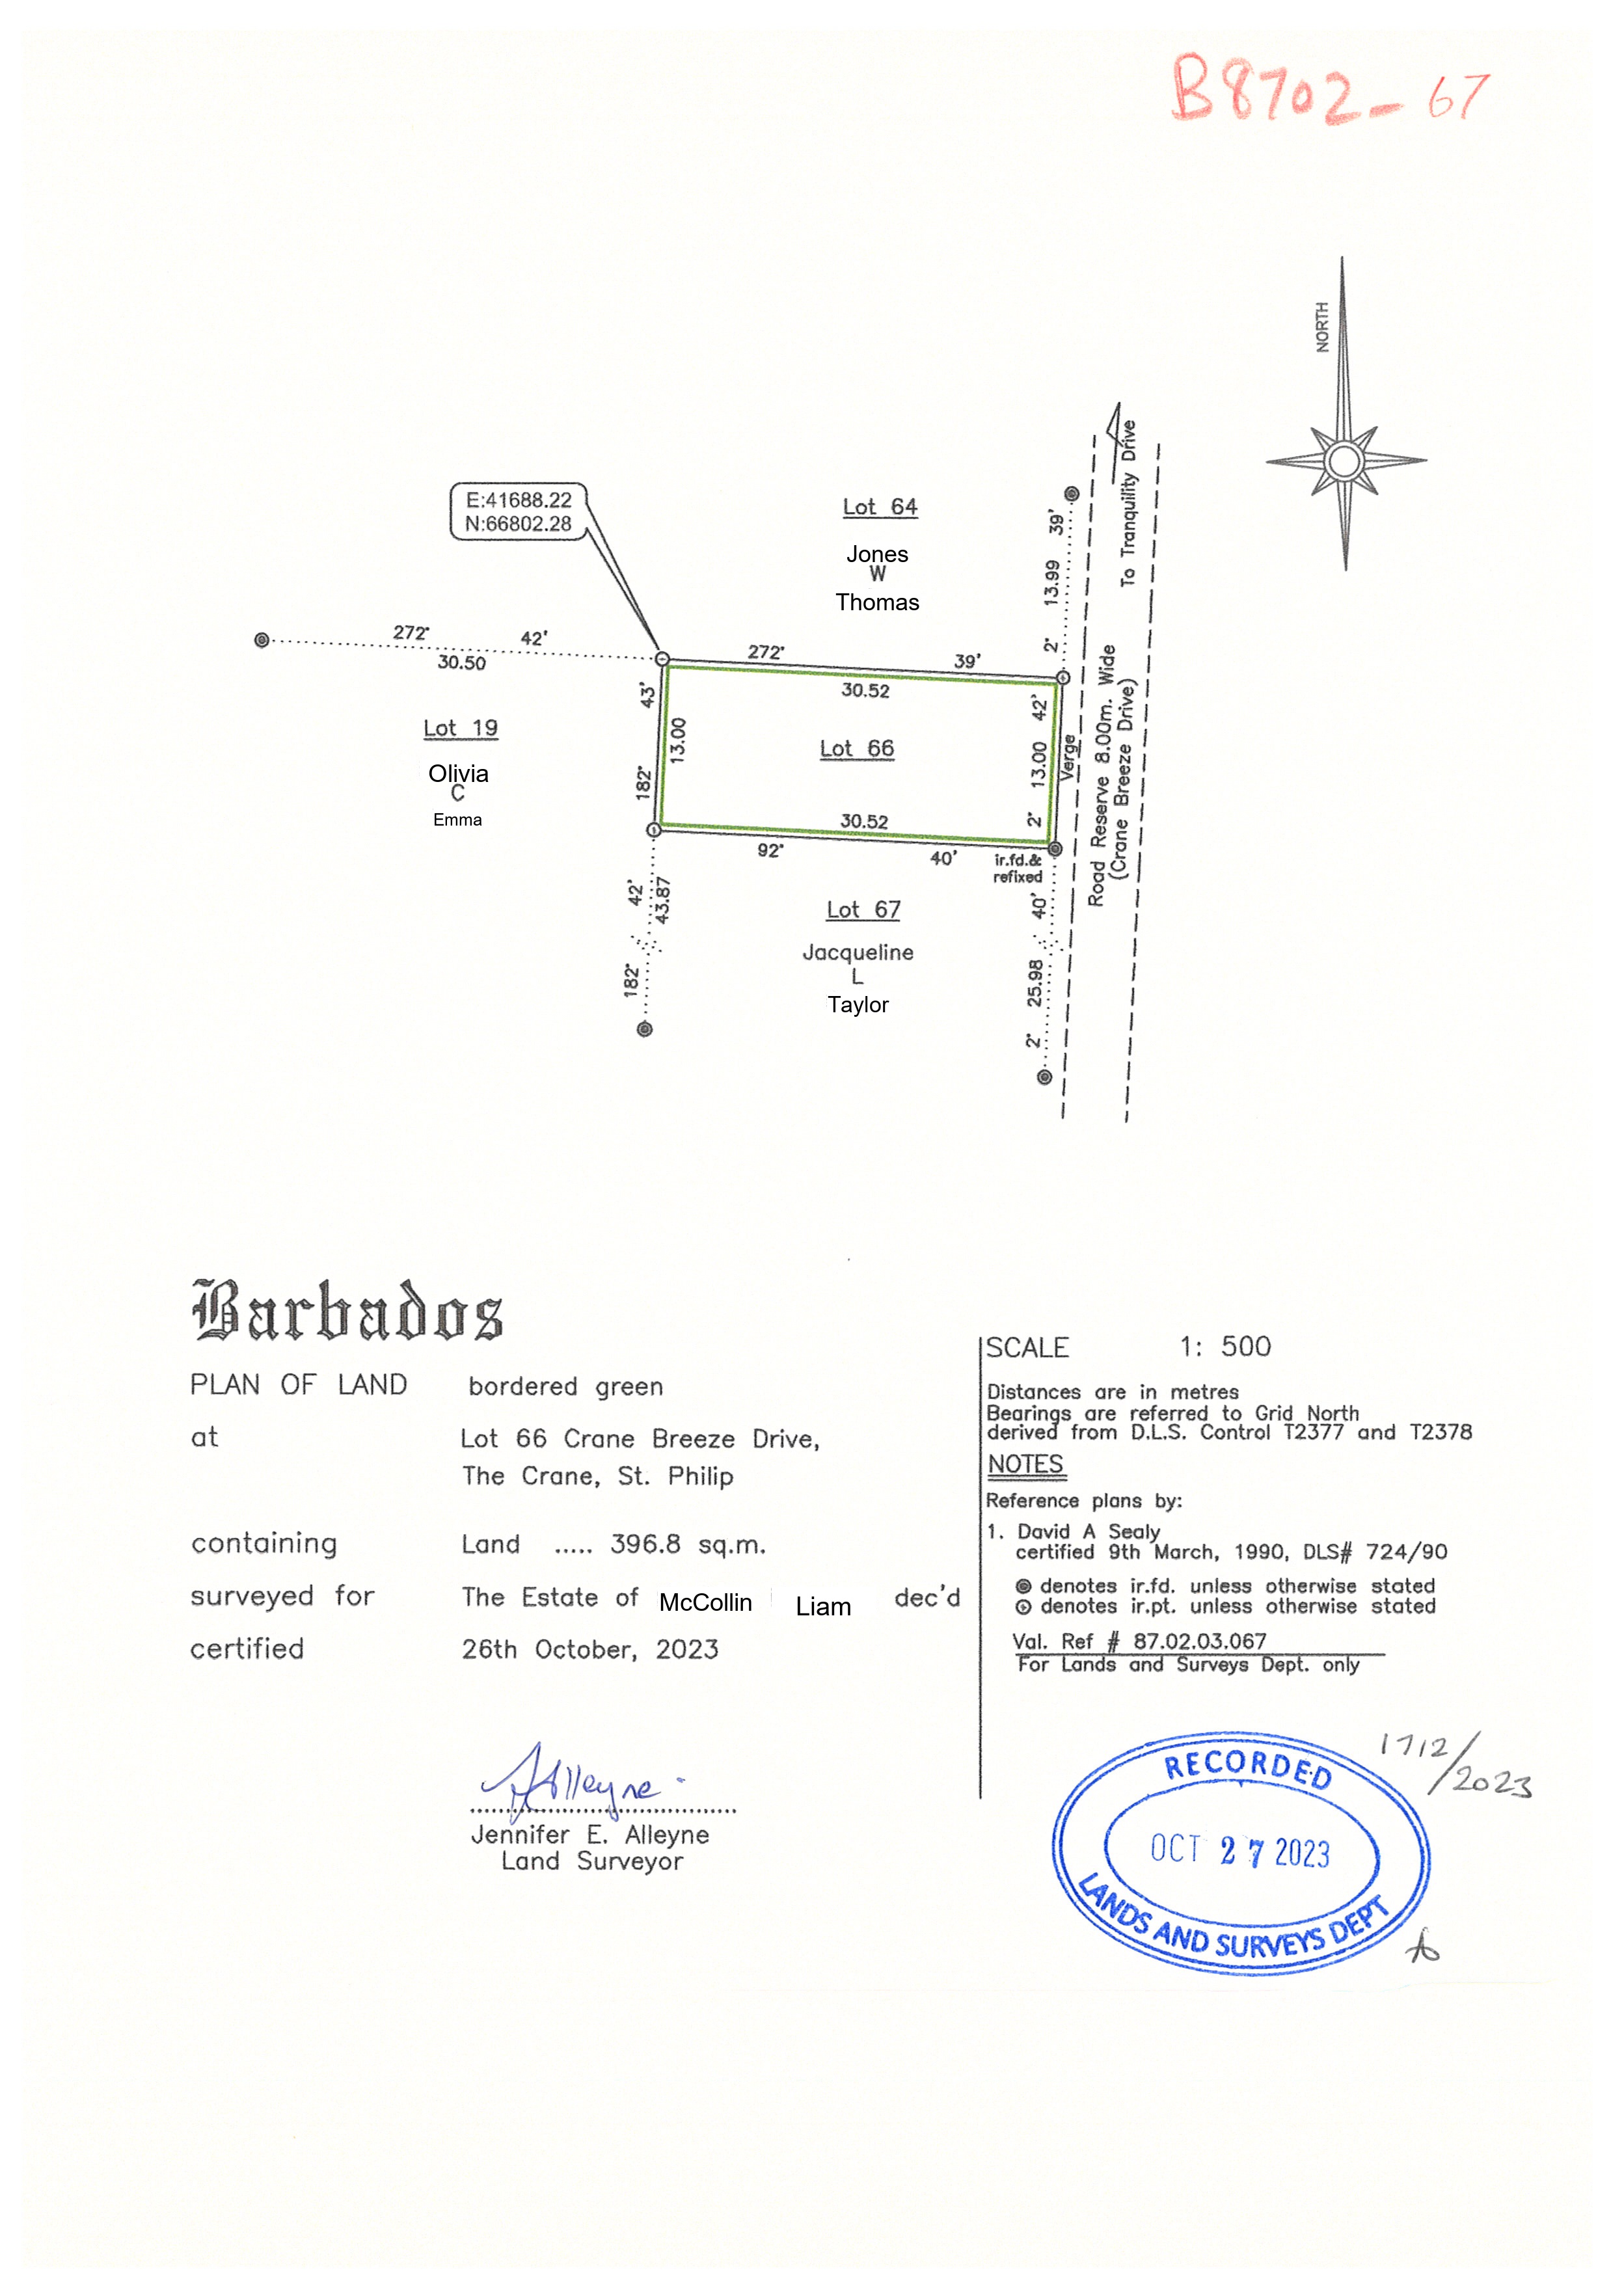 B8702-67
NORTH
To Tranquility Drive
E:41688.22
N:66802.28
Lot 64
Jones
W
Thomas
39'
13.99
2°
272° 42'
30.50
272° 39'
30.52
43'
13.00
182°
Lot 66
42'
13.00
2°
Verge
Road Reserve 8.00m. Wide
(Crane Breeze Drive)
Lot 19
Olivia
C
Emma
30.52
92° 40'
ir.fd.&
refixed
42'
43.87
182°
Lot 67
Jacqueline
L
Taylor
40'
25.98
2°
Barbados
PLAN OF LAND bordered green
at Lot 66 Crane Breeze Drive,
The Crane, St. Philip
containing Land ..... 396.8 sq.m.
surveyed for The Estate of McCollin Liam dec'd
certified 26th October, 2023
JAlleyne
Jennifer E. Alleyne
Land Surveyor
SCALE 1: 500
Distances are in metres
Bearings are referred to Grid North
derived from D.L.S. Control T2377 and T2378
NOTES
Reference plans by:
1. David A Sealy
certified 9th March, 1990, DLS# 724/90
denotes ir.fd. unless otherwise stated
denotes ir.pt. unless otherwise stated
Val. Ref # 87.02.03.067
For Lands and Surveys Dept. only
1712/2023
RECORDED
OCT 27 2023
LANDS AND SURVEYS DEPT